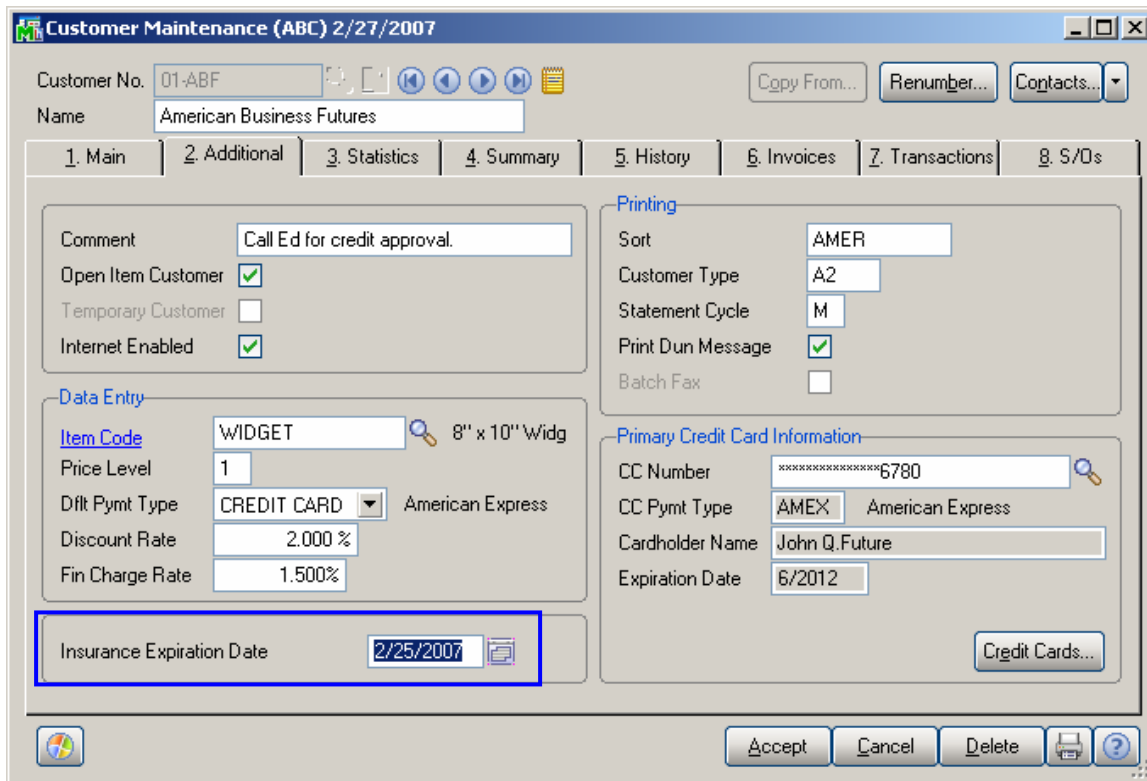 Customer Maintenance (ABC) 2/27/2007
Customer No. 01-ABF Copy From... Renumber... Contacts...
Name American Business Futures
1. Main 2. Additional 3. Statistics 4. Summary 5. History 6. Invoices 7. Transactions 8. S/Os
Comment Call Ed for credit approval.
Open Item Customer
Temporary Customer
Internet Enabled
Printing
Sort AMER
Customer Type A2
Statement Cycle M
Print Dun Message
Batch Fax
Data Entry
Item Code WIDGET 8" x 10" Widg
Price Level 1
Dflt Pymt Type CREDIT CARD American Express
Discount Rate 2.000 %
Fin Charge Rate 1.500%
Primary Credit Card Information
CC Number ***************6780
CC Pymt Type AMEX American Express
Cardholder Name John Q.Future
Expiration Date 6/2012
Credit Cards...
Insurance Expiration Date 2/25/2007
Accept Cancel Delete